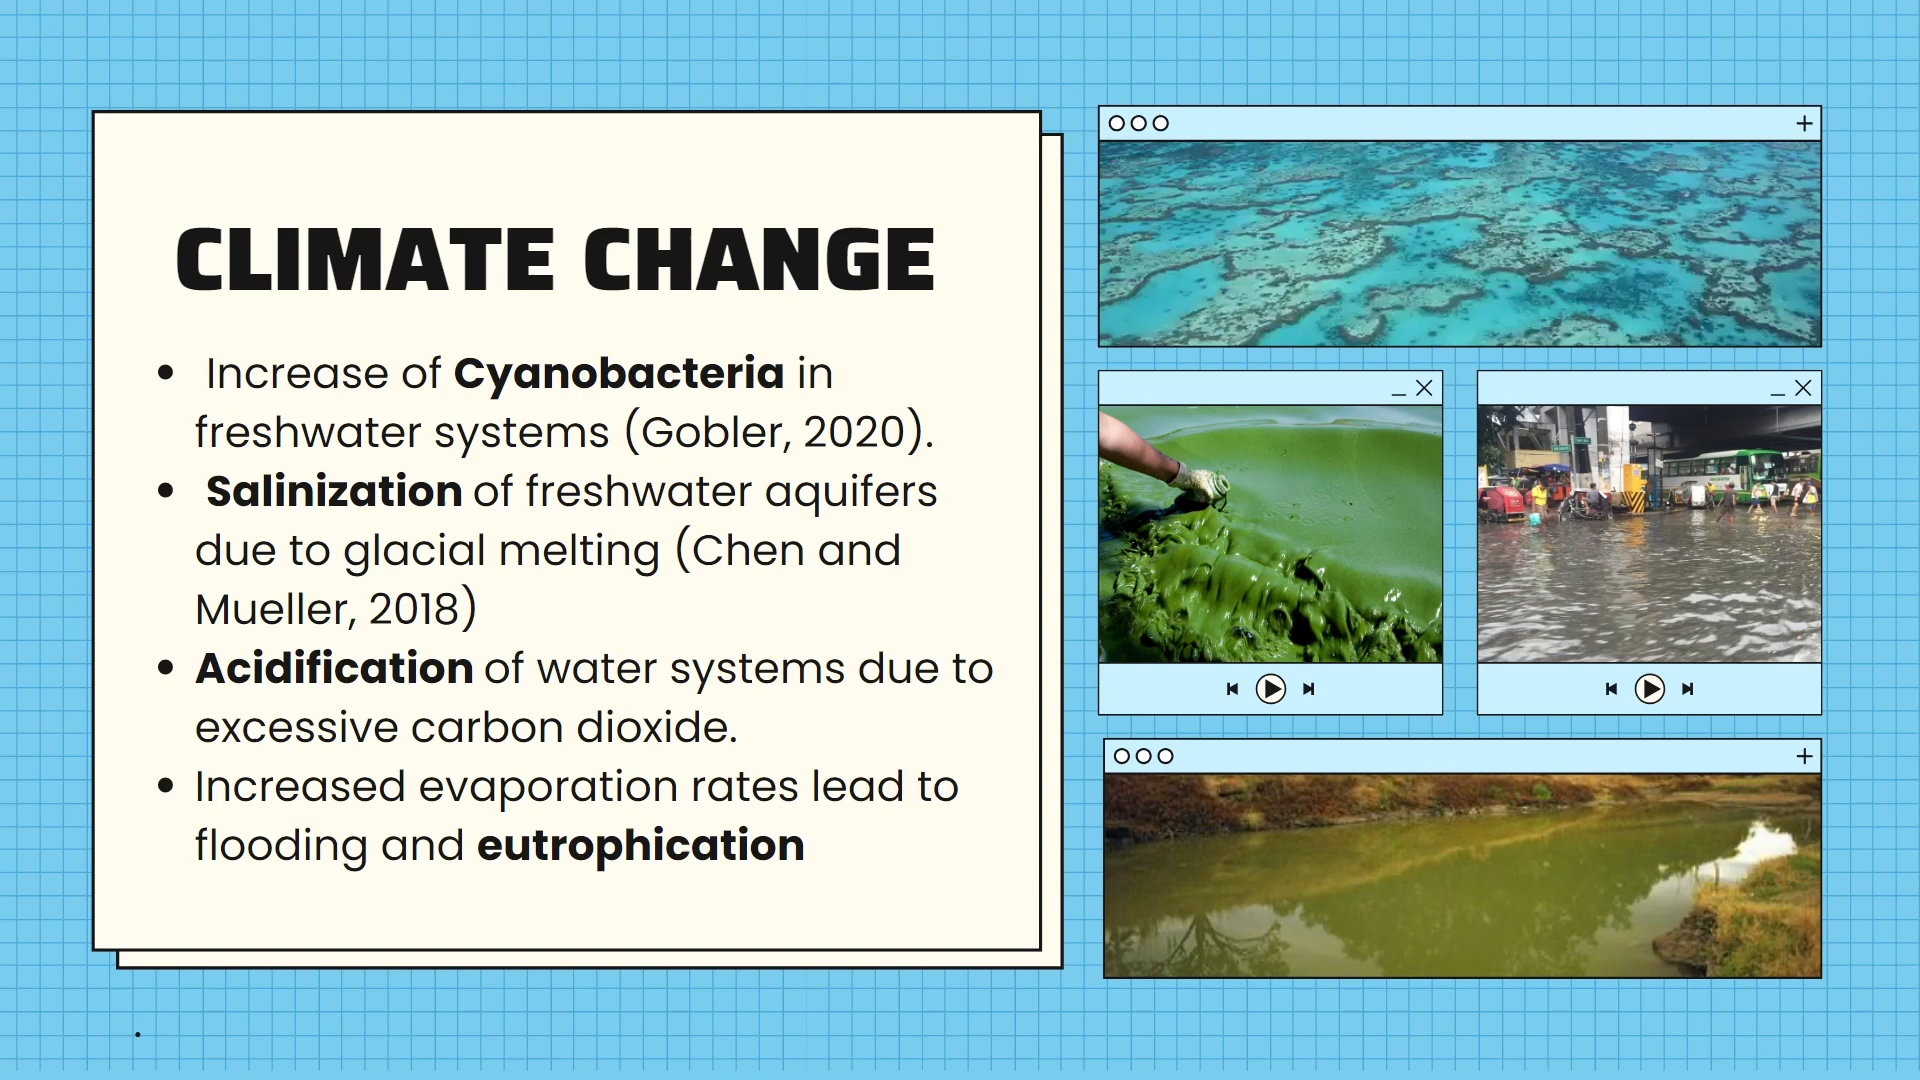 CLIMATE CHANGE
• Increase of Cyanobacteria in
freshwater systems (Gobler, 2020).
• Salinization of freshwater aquifers
due to glacial melting (Chen and
Mueller, 2018)
• Acidification of water systems due to
excessive carbon dioxide.
• Increased evaporation rates lead to
flooding and eutrophication
.